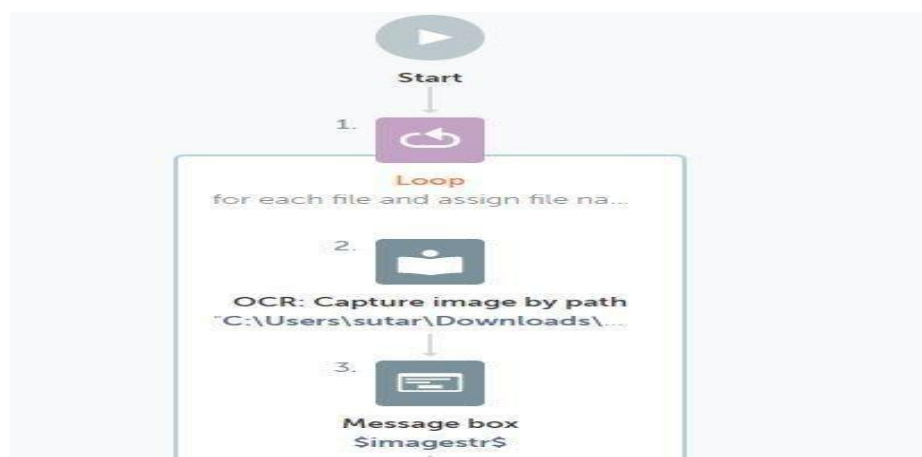 Start
1.
Loop
for each file and assign file na...
2.
OCR: Capture image by path
"C:\Users\sutar\Downloads\...
3.
Message box
$imagestr$